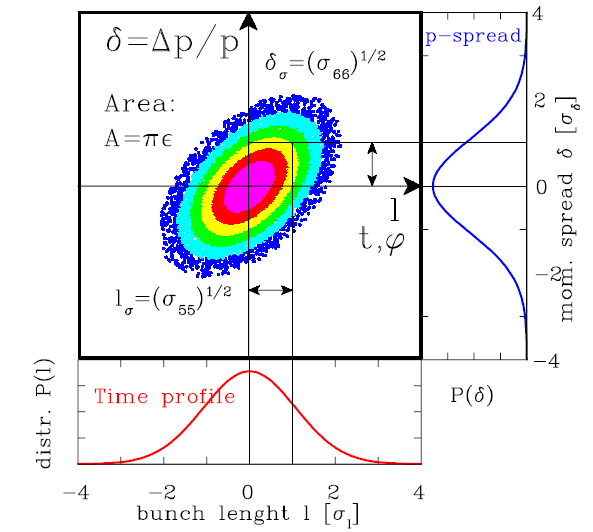 δ=Δp/p
δσ=(σ66)1/2
Area:
A=πϵ
l
t,φ
lσ=(σ55)1/2
p-spread
4
2
0
−2
−4
mom. spread δ [σδ]
P(δ)
distr. P(l)
Time profile
−4 −2 0 2 4
bunch lenght l [σl]